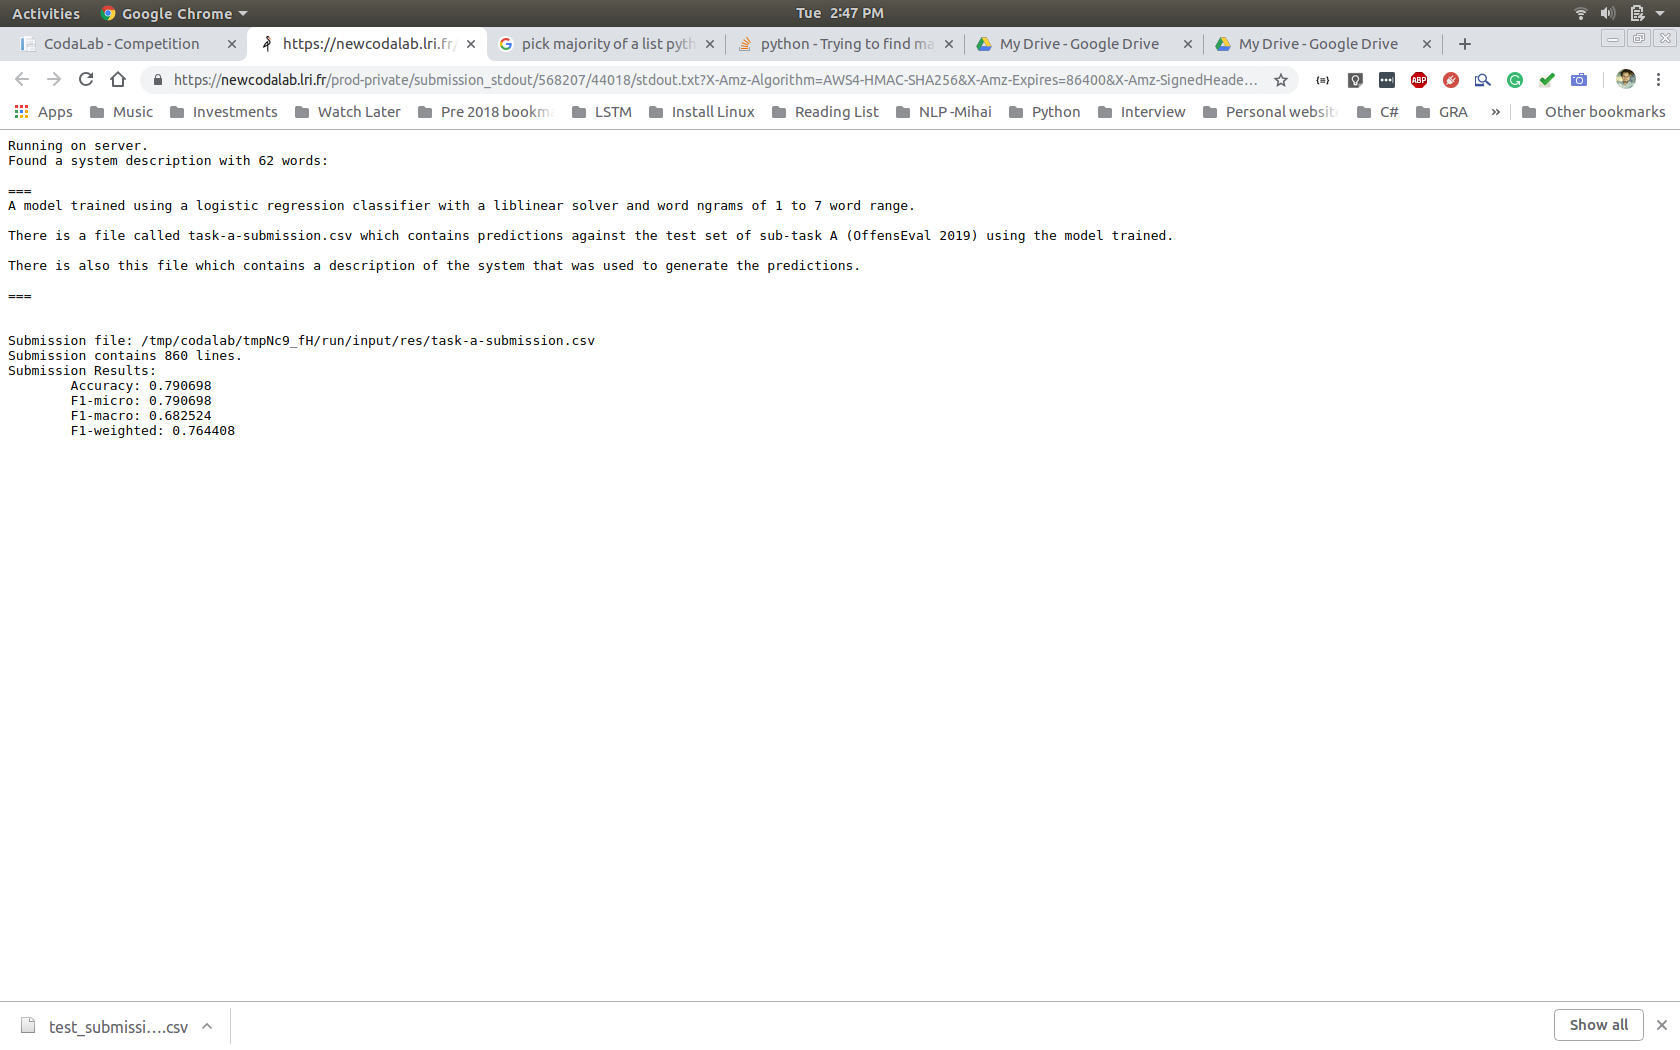 Activities Google Chrome Tue 2:47 PM
CodaLab - Competition https://newcodalab.lri.fr/ pick majority of a list pyth python - Trying to find ma My Drive - Google Drive My Drive - Google Drive
https://newcodalab.lri.fr/prod-private/submission_stdout/568207/44018/stdout.txt?X-Amz-Algorithm=AWS4-HMAC-SHA256&X-Amz-Expires=86400&X-Amz-SignedHeade... ABP
Apps Music Investments Watch Later Pre 2018 bookma LSTM Install Linux Reading List NLP -Mihai Python Interview Personal website C# GRA » Other bookmarks
Running on server.
Found a system description with 62 words:
===
A model trained using a logistic regression classifier with a liblinear solver and word ngrams of 1 to 7 word range.
There is a file called task-a-submission.csv which contains predictions against the test set of sub-task A (OffensEval 2019) using the model trained.
There is also this file which contains a description of the system that was used to generate the predictions.
===
Submission file: /tmp/codalab/tmpNc9_fH/run/input/res/task-a-submission.csv
Submission contains 860 lines.
Submission Results:
Accuracy: 0.790698
F1-micro: 0.790698
F1-macro: 0.682524
F1-weighted: 0.764408
test_submissi....csv Show all